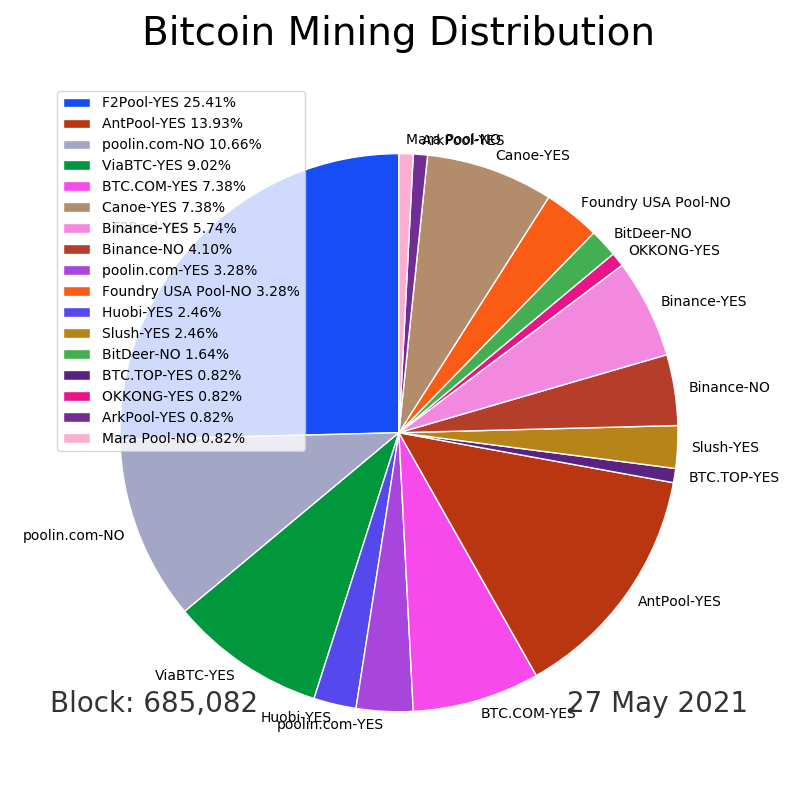 Bitcoin Mining Distribution
F2Pool-YES 25.41%
AntPool-YES 13.93%
poolin.com-NO 10.66%
ViaBTC-YES 9.02%
BTC.COM-YES 7.38%
Canoe-YES 7.38%
Binance-YES 5.74%
Binance-NO 4.10%
poolin.com-YES 3.28%
Foundry USA Pool-NO 3.28%
Huobi-YES 2.46%
Slush-YES 2.46%
BitDeer-NO 1.64%
BTC.TOP-YES 0.82%
OKKONG-YES 0.82%
ArkPool-YES 0.82%
Mara Pool-NO 0.82%
Mara Pool-NO
ArkPool-YES
Canoe-YES
Foundry USA Pool-NO
BitDeer-NO
OKKONG-YES
Binance-YES
Binance-NO
Slush-YES
BTC.TOP-YES
AntPool-YES
BTC.COM-YES
poolin.com-YES
Huobi-YES
ViaBTC-YES
poolin.com-NO
Block: 685,082
27 May 2021